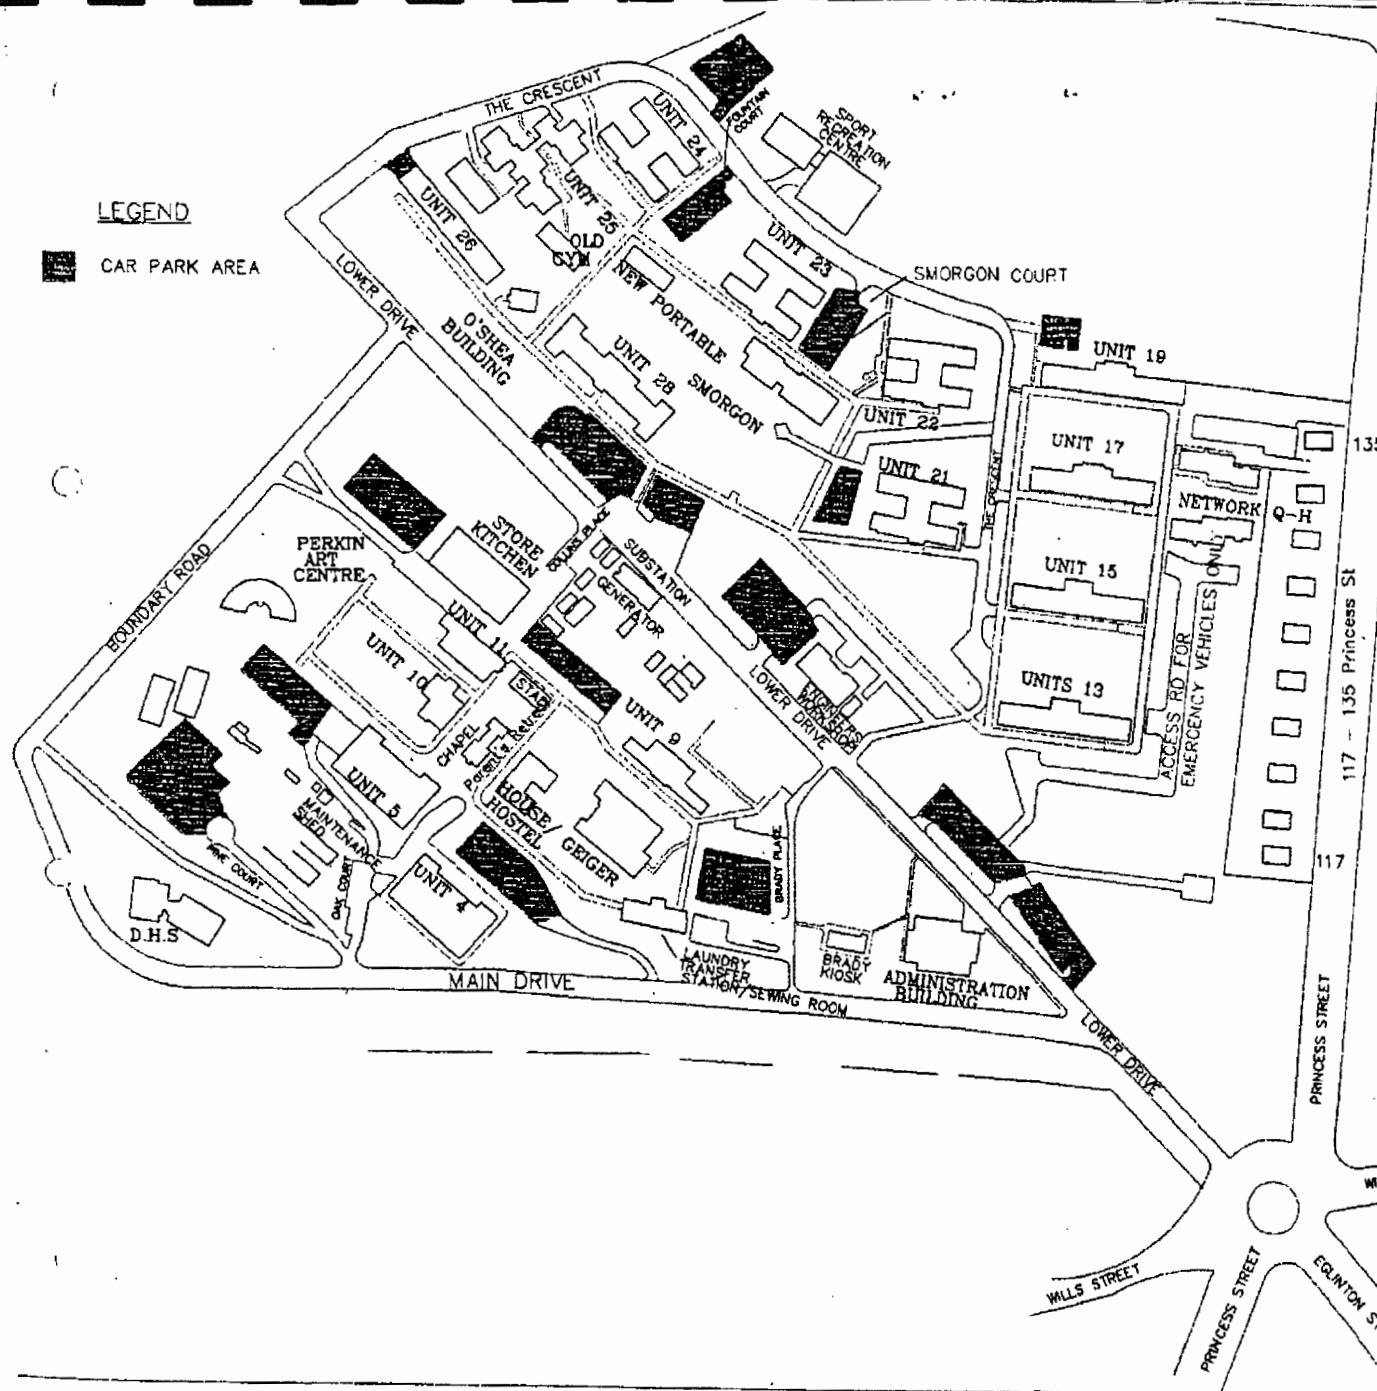 THE CRESCENT
UNIT 24
FOUNTAIN
COURT
SPORT
RECREATION
CENTRE
LEGEND
CAR PARK AREA
UNIT 26
UNIT 25
OLD
GYM
UNIT 23
SMORGON COURT
LOWER DRIVE
O'SHEA
BUILDING
NEW PORTABLE
UNIT 28
SMORGON
UNIT 19
UNIT 22
UNIT 17
135
UNIT 21
THE CRESCENT
NETWORK Q-H
STORE
KITCHEN
COLLINS PLACE
SUBSTATION
GENERATOR
PERKIN
ART
CENTRE
BOUNDARY ROAD
UNIT 15
UNIT 11
UNIT 10
UNITS 13
ACCESS RD FOR
EMERGENCY VEHICLES ONLY
117 - 135 Princess St
LOWER DRIVE
ENGINEERS
WORKSHOP
UNIT 9
CHAPEL
Parents Retreat
HOUSE/
HOSTEL
GEIGER
UNIT 5
MAINTENANCE
SHED
PINE COURT
OAK COURT
UNIT 4
BRADY PLACE
117
D.H.S
MAIN DRIVE
LAUNDRY
TRANSFER
STATION/SEWING ROOM
BRADY
KIOSK
ADMINISTRATION
BUILDING
LOWER DRIVE
PRINCESS STREET
WILLS STREET
PRINCESS STREET
EGLINTON